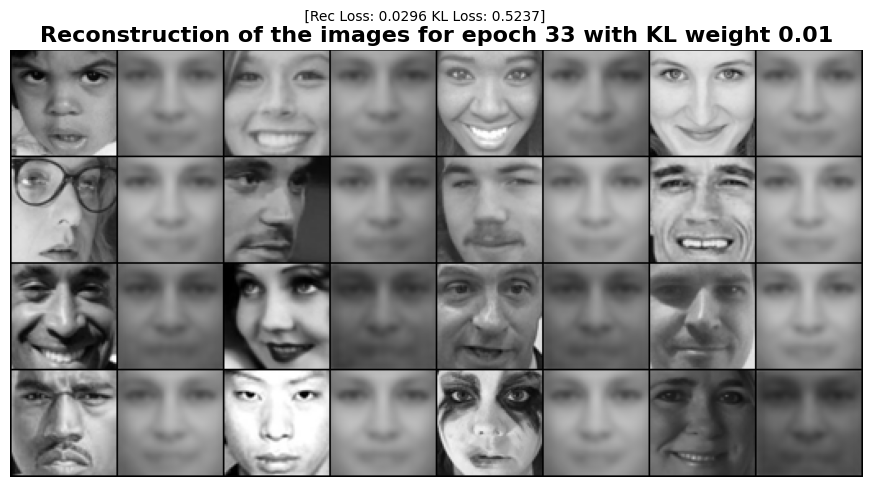 [Rec Loss: 0.0296 KL Loss: 0.5237]
Reconstruction of the images for epoch 33 with KL weight 0.01